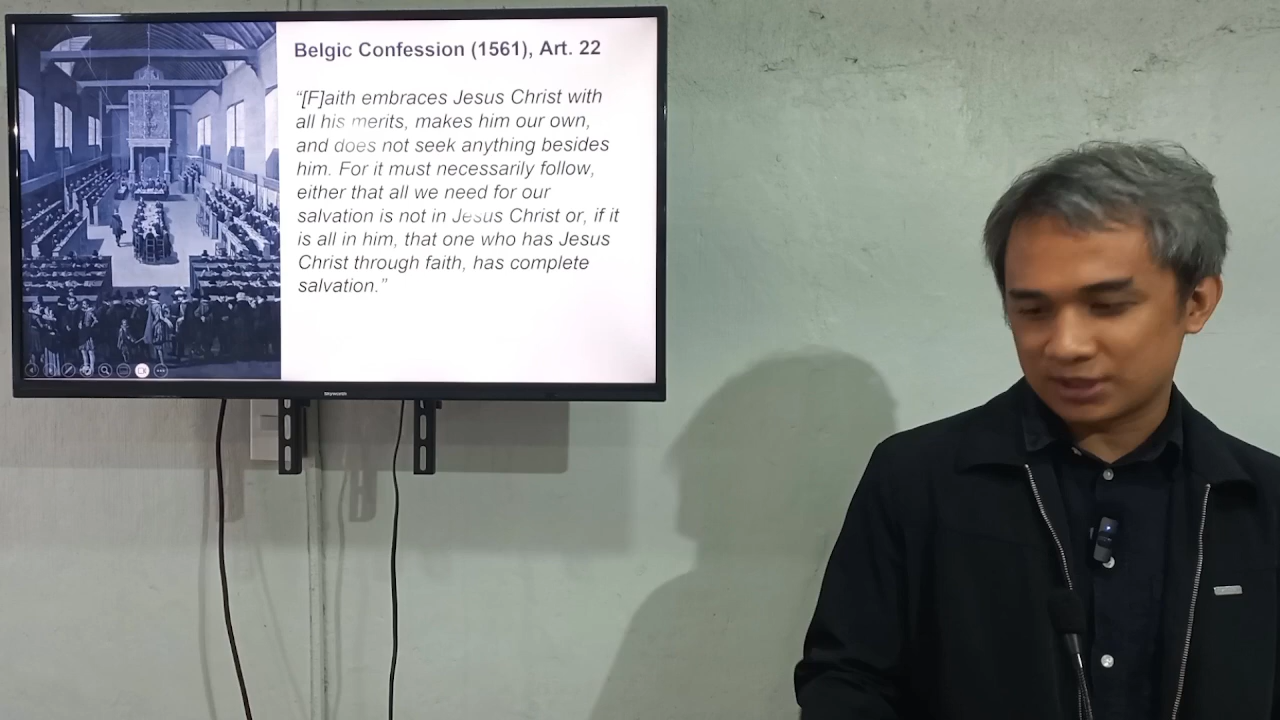 Belgic Confession (1561), Art. 22
“[F]aith embraces Jesus Christ with
all his merits, makes him our own,
and does not seek anything besides
him. For it must necessarily follow,
either that all we need for our
salvation is not in Jesus Christ or, if it
is all in him, that one who has Jesus
Christ through faith, has complete
salvation.”
skyworth